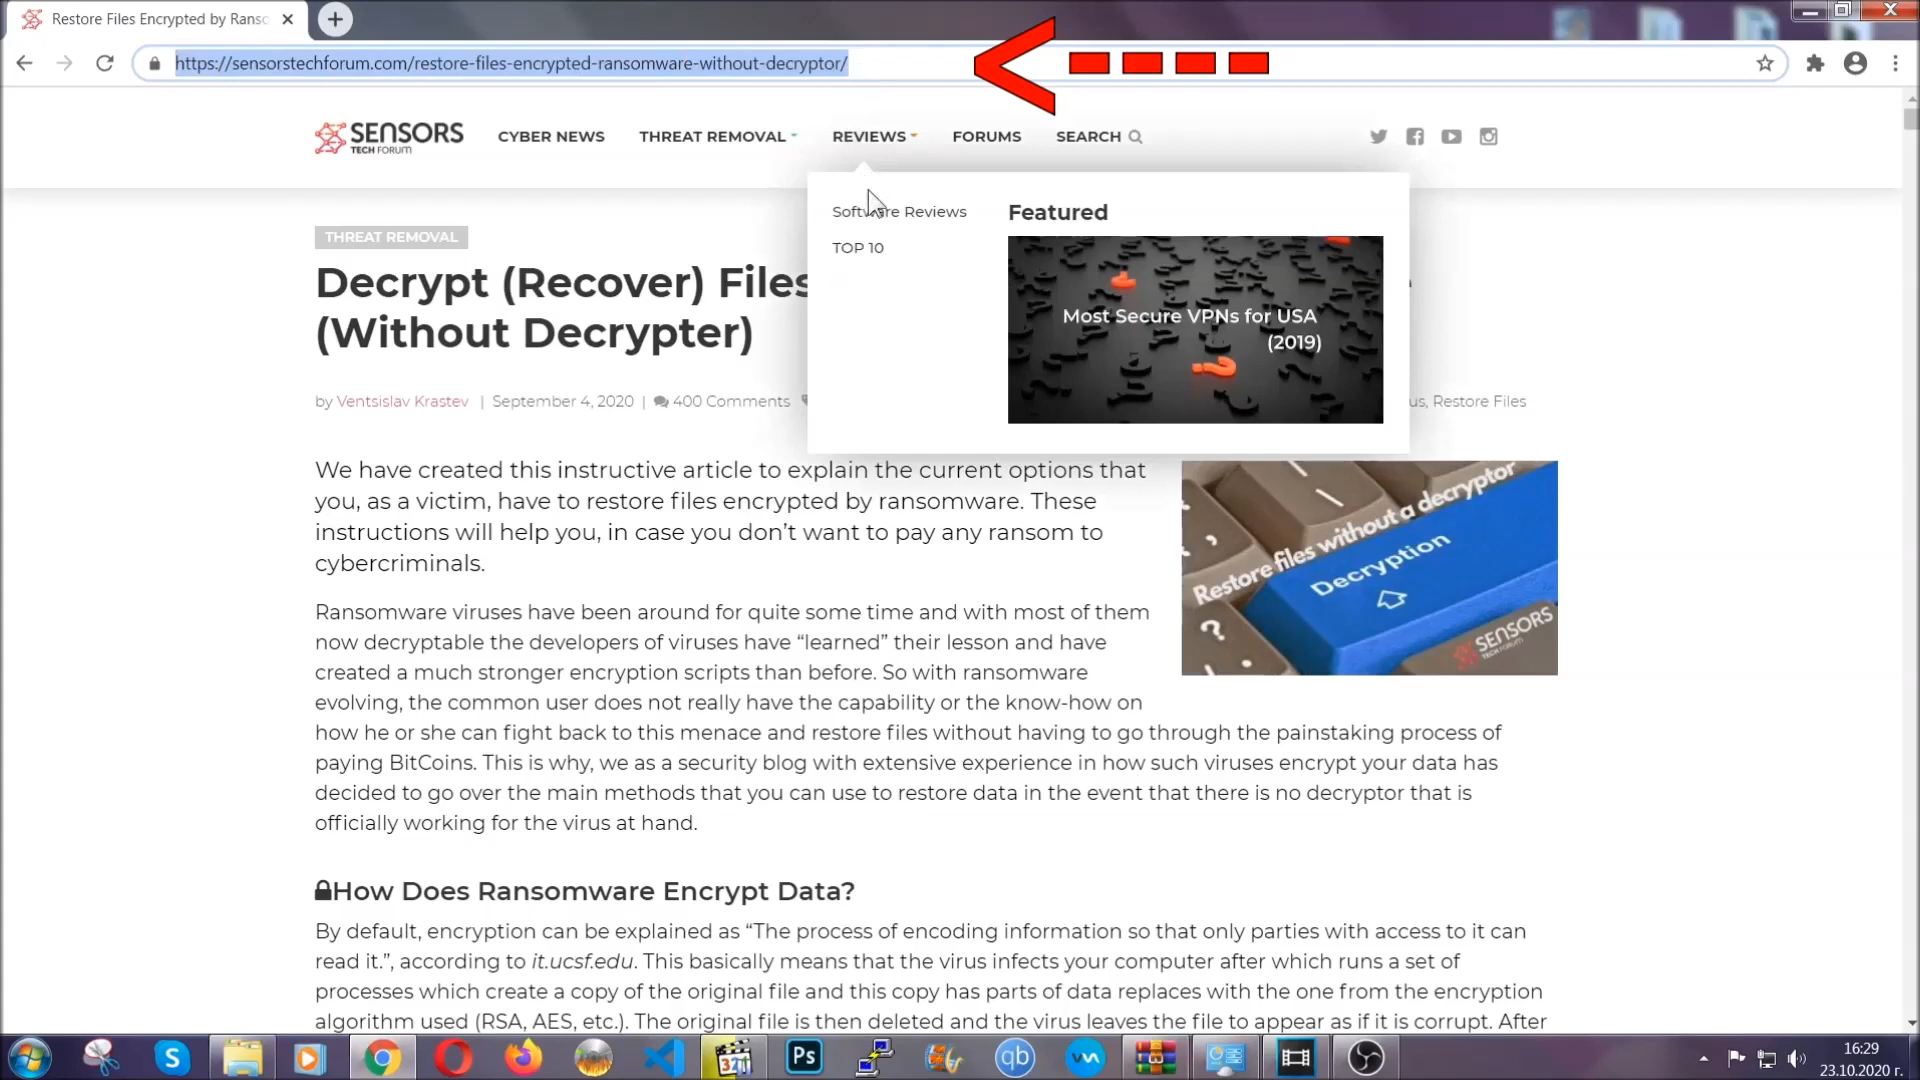 Restore Files Encrypted by Ranso
https://sensorstechforum.com/restore-files-encrypted-ransomware-without-decryptor/
SENSORS
TECH FORUM
CYBER NEWS
THREAT REMOVAL
REVIEWS
FORUMS
SEARCH
Software Reviews
TOP 10
Featured
Most Secure VPNs for USA
(2019)
THREAT REMOVAL
Decrypt (Recover) Files
(Without Decrypter)
by Ventsislav Krastev | September 4, 2020 | 400 Comments
us, Restore Files
We have created this instructive article to explain the current options that
you, as a victim, have to restore files encrypted by ransomware. These
instructions will help you, in case you don’t want to pay any ransom to
cybercriminals.
Restore files without a decryptor
Decryption
SENSORS
TECH FORUM
Ransomware viruses have been around for quite some time and with most of them
now decryptable the developers of viruses have “learned” their lesson and have
created a much stronger encryption scripts than before. So with ransomware
evolving, the common user does not really have the capability or the know-how on
how he or she can fight back to this menace and restore files without having to go through the painstaking process of
paying BitCoins. This is why, we as a security blog with extensive experience in how such viruses encrypt your data has
decided to go over the main methods that you can use to restore data in the event that there is no decryptor that is
officially working for the virus at hand.
How Does Ransomware Encrypt Data?
By default, encryption can be explained as “The process of encoding information so that only parties with access to it can
read it.”, according to it.ucsf.edu. This basically means that the virus infects your computer after which runs a set of
processes which create a copy of the original file and this copy has parts of data replaces with the one from the encryption
algorithm used (RSA, AES, etc.). The original file is then deleted and the virus leaves the file to appear as if it is corrupt. After
S
321
Ps
qb
16:29
23.10.2020 г.